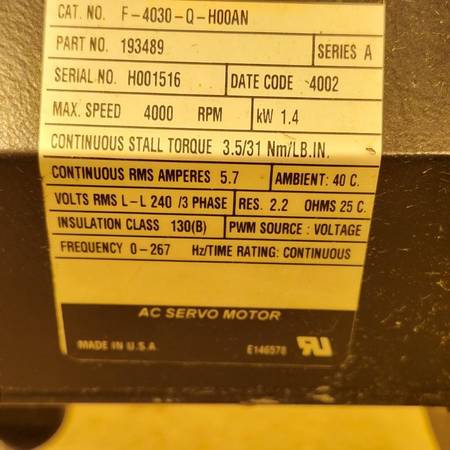 CAT. NO. F-4030-Q-H00AN
PART NO. 193489 SERIES A
SERIAL NO. H001516 DATE CODE 4002
MAX. SPEED 4000 RPM kW 1.4
CONTINUOUS STALL TORQUE 3.5/31 Nm/LB.IN.
CONTINUOUS RMS AMPERES 5.7 AMBIENT: 40 C.
VOLTS RMS L-L 240 /3 PHASE RES. 2.2 OHMS 25 C.
INSULATION CLASS 130(B) PWM SOURCE : VOLTAGE
FREQUENCY 0-267 Hz/TIME RATING: CONTINUOUS
AC SERVO MOTOR
MADE IN U.S.A. E146578 RU